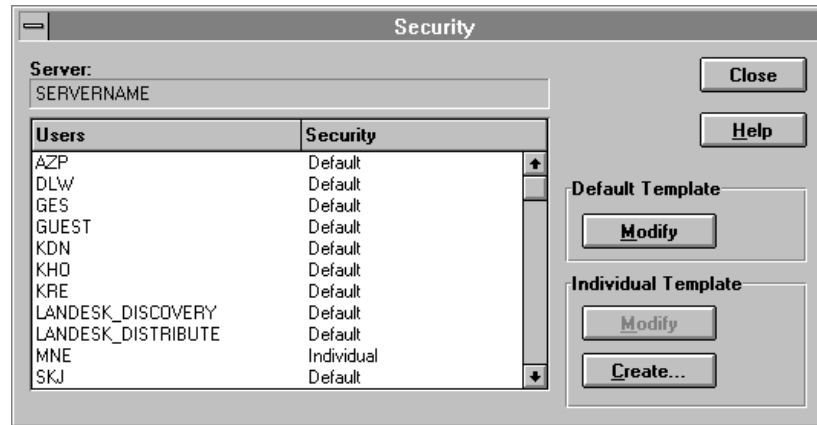 Security
Server:
SERVERNAME
Close
Help
Users Security
AZP Default
DLW Default
GES Default
GUEST Default
KDN Default
KHO Default
KRE Default
LANDESK_DISCOVERY Default
LANDESK_DISTRIBUTE Default
MNE Individual
SKJ Default
Default Template
Modify
Individual Template
Modify
Create...